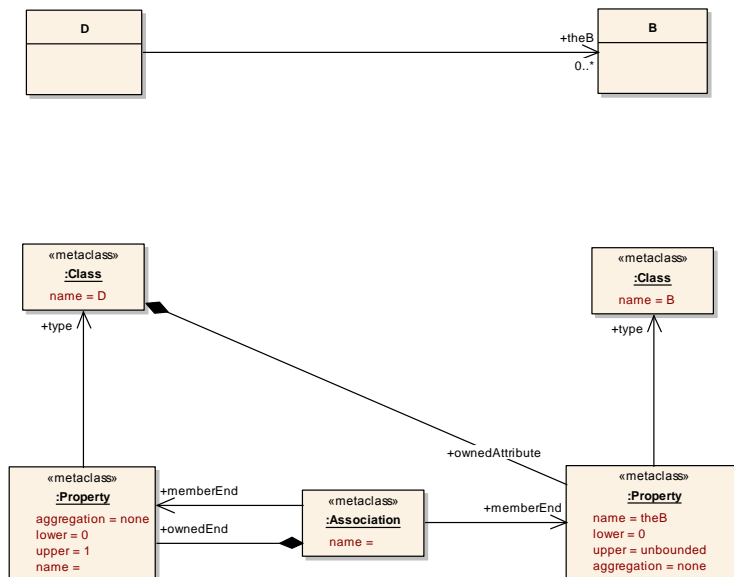 D
B
+theB
0..*
«metaclass»
:Class
name = D
«metaclass»
:Class
name = B
+type
+type
+ownedAttribute
«metaclass»
:Property
aggregation = none
lower = 0
upper = 1
name =
+memberEnd
+ownedEnd
«metaclass»
:Association
name =
+memberEnd
«metaclass»
:Property
name = theB
lower = 0
upper = unbounded
aggregation = none